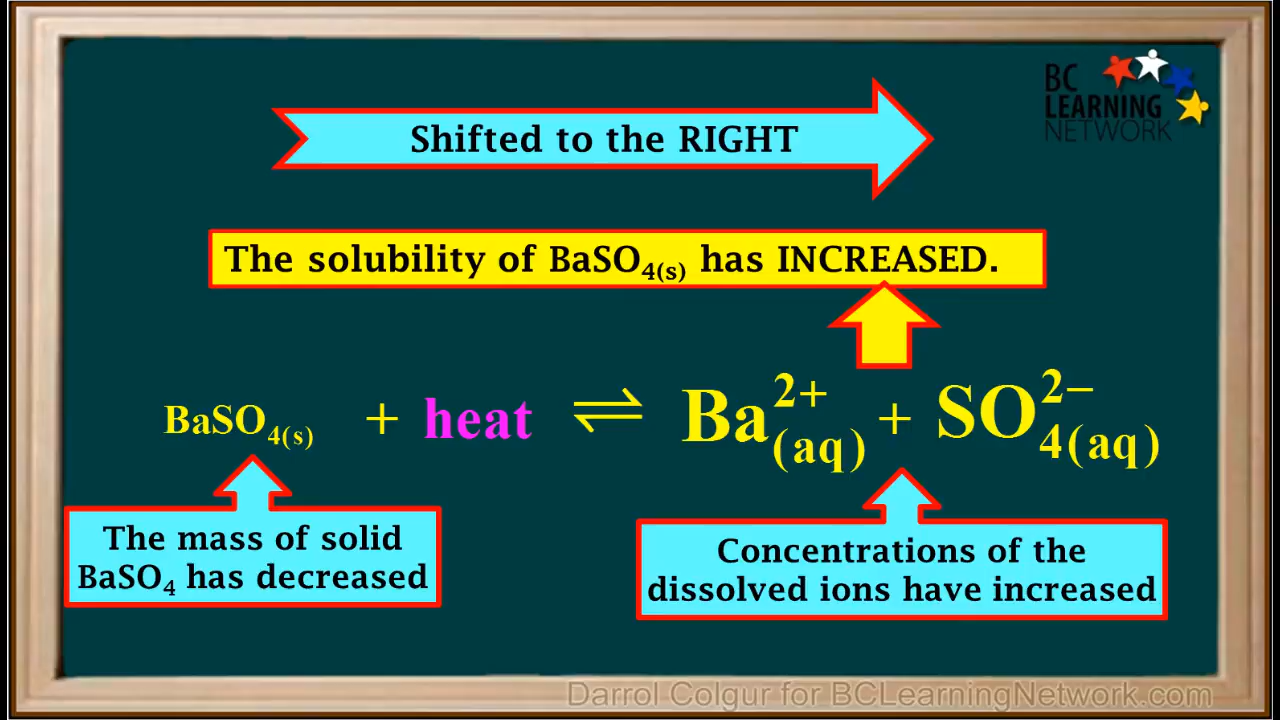 BC
LEARNING
NETWORK
Shifted to the RIGHT
The solubility of BaSO₄₍ₛ₎ has INCREASED.
BaSO₄₍ₛ₎ + heat ⇌ Ba²⁺(aq) + SO₄²⁻(aq)
The mass of solid
BaSO₄ has decreased
Concentrations of the
dissolved ions have increased
Darrol Colgur for BCLearningNetwork.com